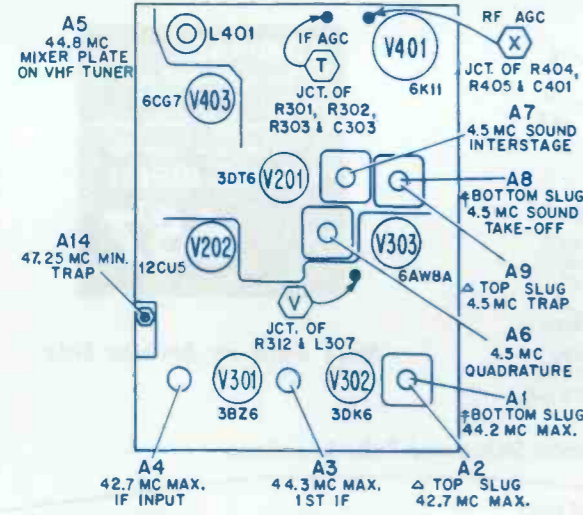 A5
44.8 MC
MIXER PLATE
ON VHF TUNER
L401
IF AGC
T
JCT. OF
R301, R302,
R303 & C303
V401
6K11
RF AGC
X
JCT. OF R404,
R405 & C401
6CG7
V403
A7
4.5 MC SOUND
INTERSTAGE
3DT6
V201
A8
‡BOTTOM SLUG
4.5 MC SOUND
TAKE-OFF
A14
47.25 MC MIN.
TRAP
V202
12CU5
V303
6AW8A
A9
△ TOP SLUG
4.5 MC TRAP
V
JCT. OF
R312 & L307
A6
4.5 MC
QUADRATURE
V301
3BZ6
V302
3DK6
A1
‡BOTTOM SLUG
44.2 MC MAX.
A4
42.7 MC MAX.
IF INPUT
A3
44.3 MC MAX.
1ST IF
A2
△ TOP SLUG
42.7 MC MAX.